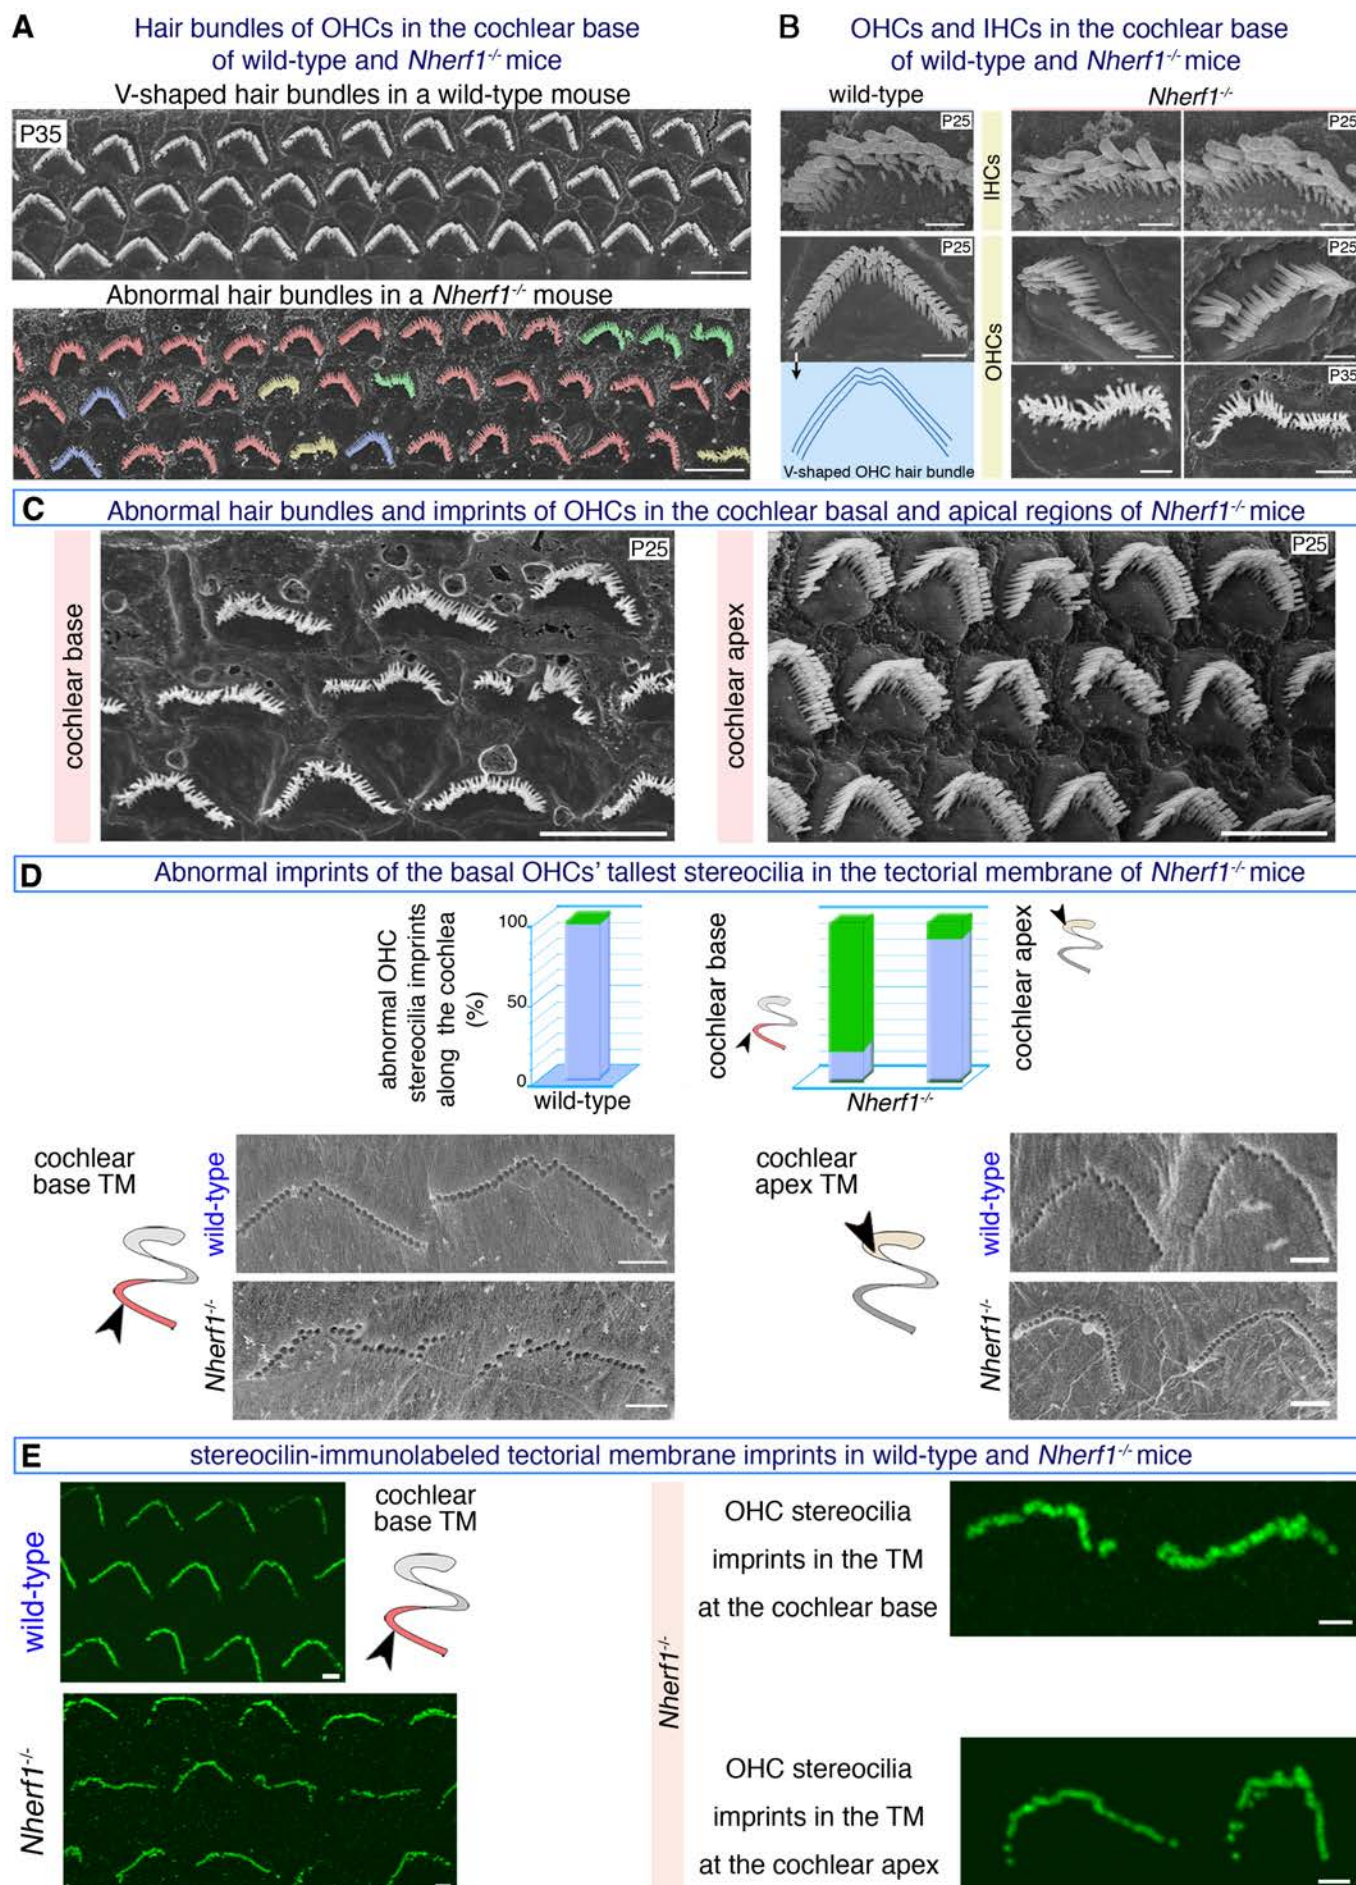 A
Hair bundles of OHCs in the cochlear base
of wild-type and Nherf1-/- mice
V-shaped hair bundles in a wild-type mouse
P35
Abnormal hair bundles in a Nherf1-/- mouse
B
OHCs and IHCs in the cochlear base
of wild-type and Nherf1-/- mice
wild-type
Nherf1-/-
P25
IHCs
P25
P25
OHCs
P25
P35
V-shaped OHC hair bundle
C
Abnormal hair bundles and imprints of OHCs in the cochlear basal and apical regions of Nherf1-/- mice
cochlear base
P25
cochlear apex
P25
D
Abnormal imprints of the basal OHCs’ tallest stereocilia in the tectorial membrane of Nherf1-/- mice
abnormal OHC
stereocilia imprints
along the cochlea
(%)
100
50
0
wild-type
cochlear base
Nherf1-/-
cochlear apex
cochlear
base TM
wild-type
Nherf1-/-
cochlear
apex TM
wild-type
Nherf1-/-
E
stereocilin-immunolabeled tectorial membrane imprints in wild-type and Nherf1-/- mice
wild-type
cochlear
base TM
Nherf1-/-
Nherf1-/-
OHC stereocilia
imprints in the TM
at the cochlear base
OHC stereocilia
imprints in the TM
at the cochlear apex